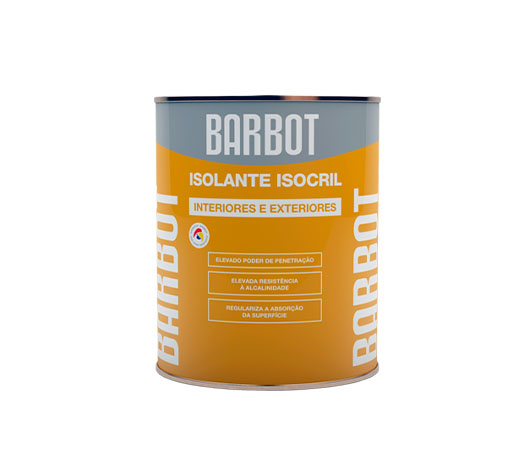 BARBOT
ISOLANTE ISOCRIL
INTERIORES E EXTERIORES
BARBOT
BARBOT
ELEVADO PODER DE PENETRAÇÃO
ELEVADA RESISTÊNCIA
À ALCALINIDADE
REGULARIZA A ABSORÇÃO
DA SUPERFÍCIE